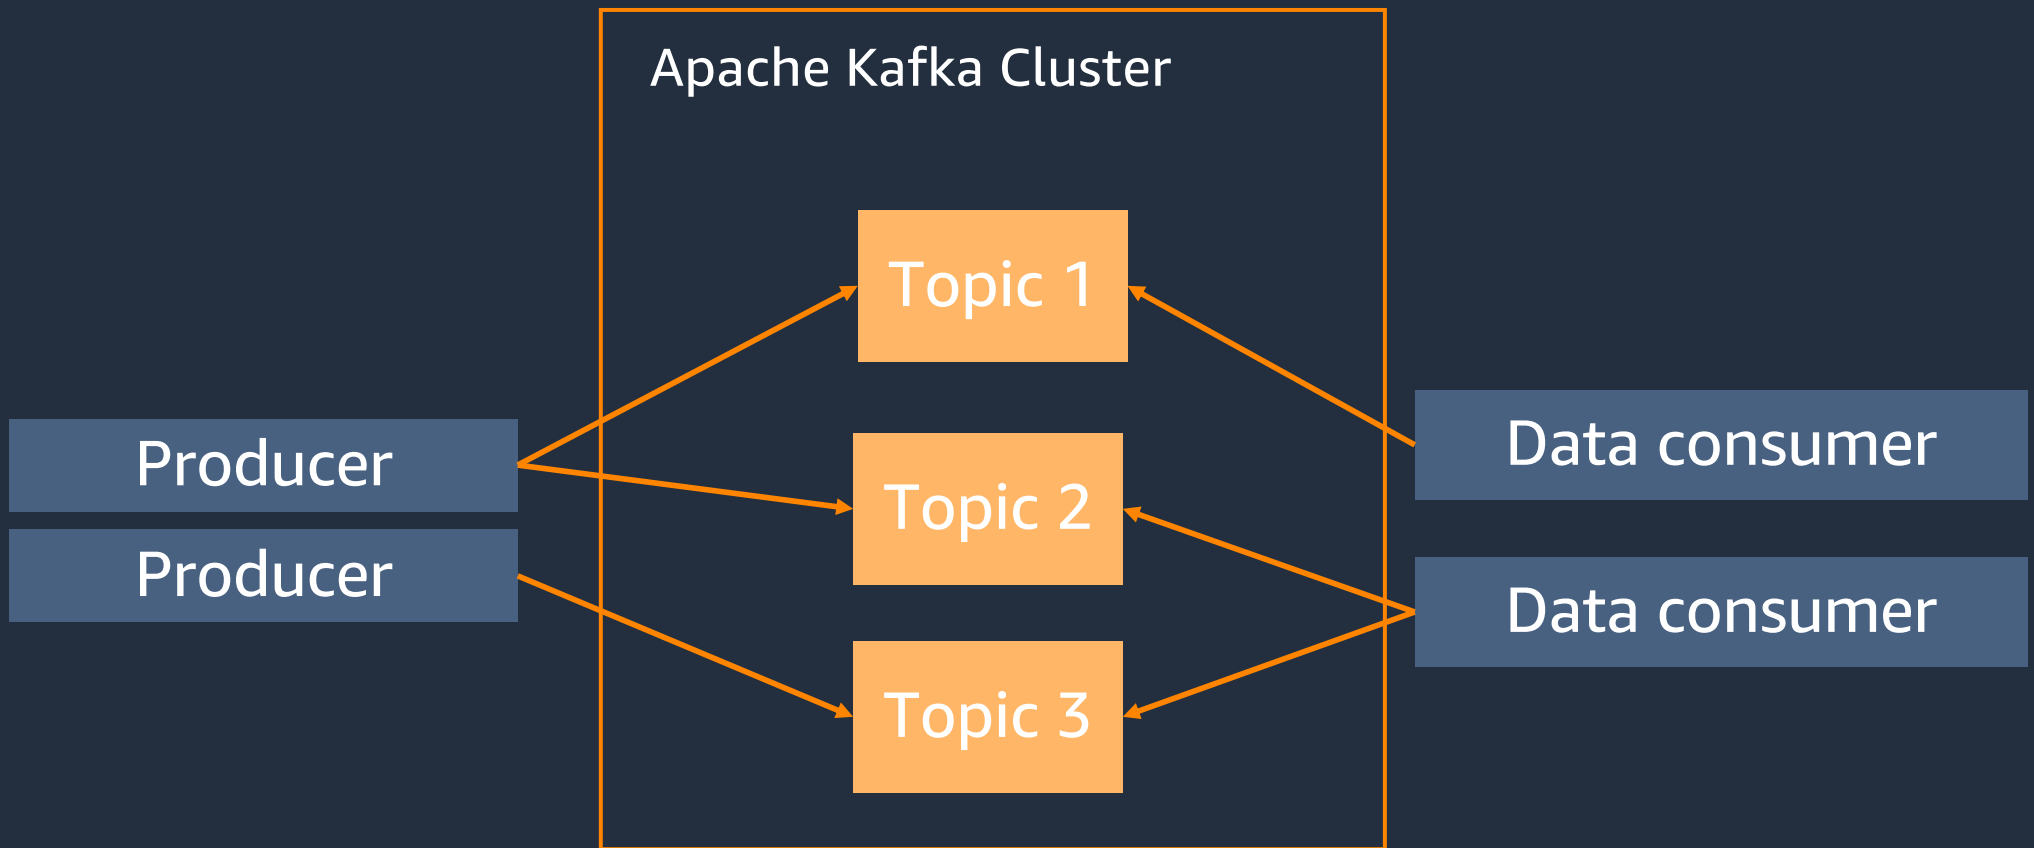 Apache Kafka Cluster
Topic 1
Producer
Data consumer
Topic 2
Producer
Data consumer
Topic 3